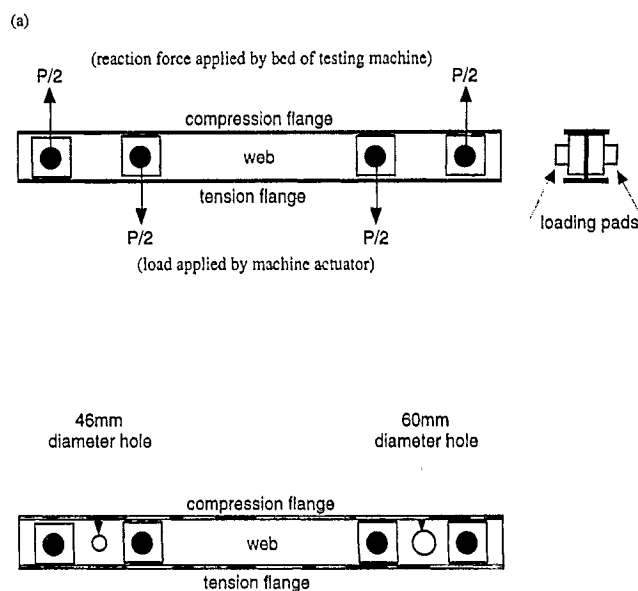 (a)
(reaction force applied by bed of testing machine)
P/2
P/2
compression flange
web
tension flange
loading pads
P/2
P/2
(load applied by machine actuator)
46mm
diameter hole
60mm
diameter hole
compression flange
web
tension flange